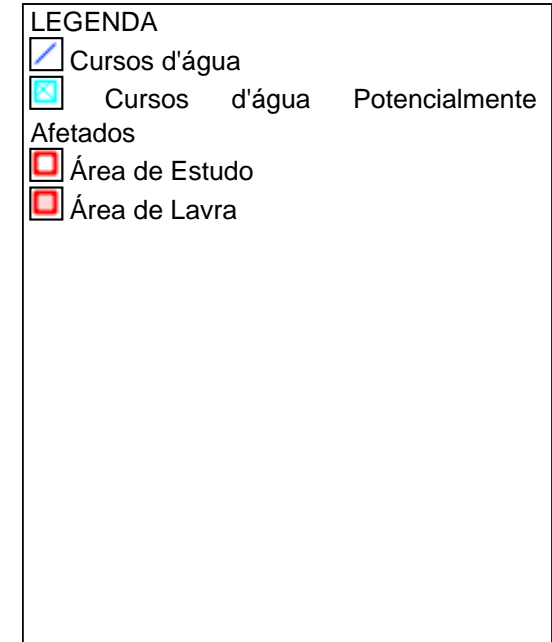 LEGENDA
Cursos d'água
Cursos d'água Potencialmente
Afetados
Área de Estudo
Área de Lavra